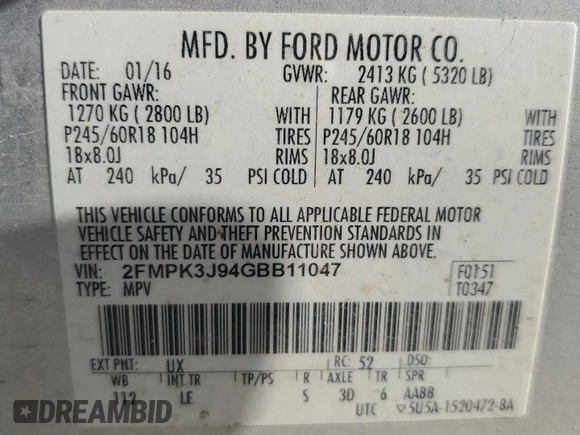 MFD. BY FORD MOTOR CO.
DATE: 01/16 GVWR: 2413 KG ( 5320 LB)
FRONT GAWR: REAR GAWR:
1270 KG ( 2800 LB) WITH 1179 KG ( 2600 LB) WITH
P245/60R18 104H TIRES P245/60R18 104H TIRES
18x8.0J RIMS 18x8.0J RIMS
AT 240 kPa/ 35 PSI COLD AT 240 kPa/ 35 PSI COLD
THIS VEHICLE CONFORMS TO ALL APPLICABLE FEDERAL MOTOR
VEHICLE SAFETY AND THEFT PREVENTION STANDARDS IN
EFFECT ON THE DATE OF MANUFACTURE SHOWN ABOVE.
VIN: 2FMPK3J94GBB11047 F0151
TYPE: MPV T0347
EXT PNT: UX RC: 52 DSO:
WB INT TR TP/PS R AXLE TR SPR
112 LE S 3D 6 AABB
UTC ▽5U5A-1520472-BA
DREAMBID